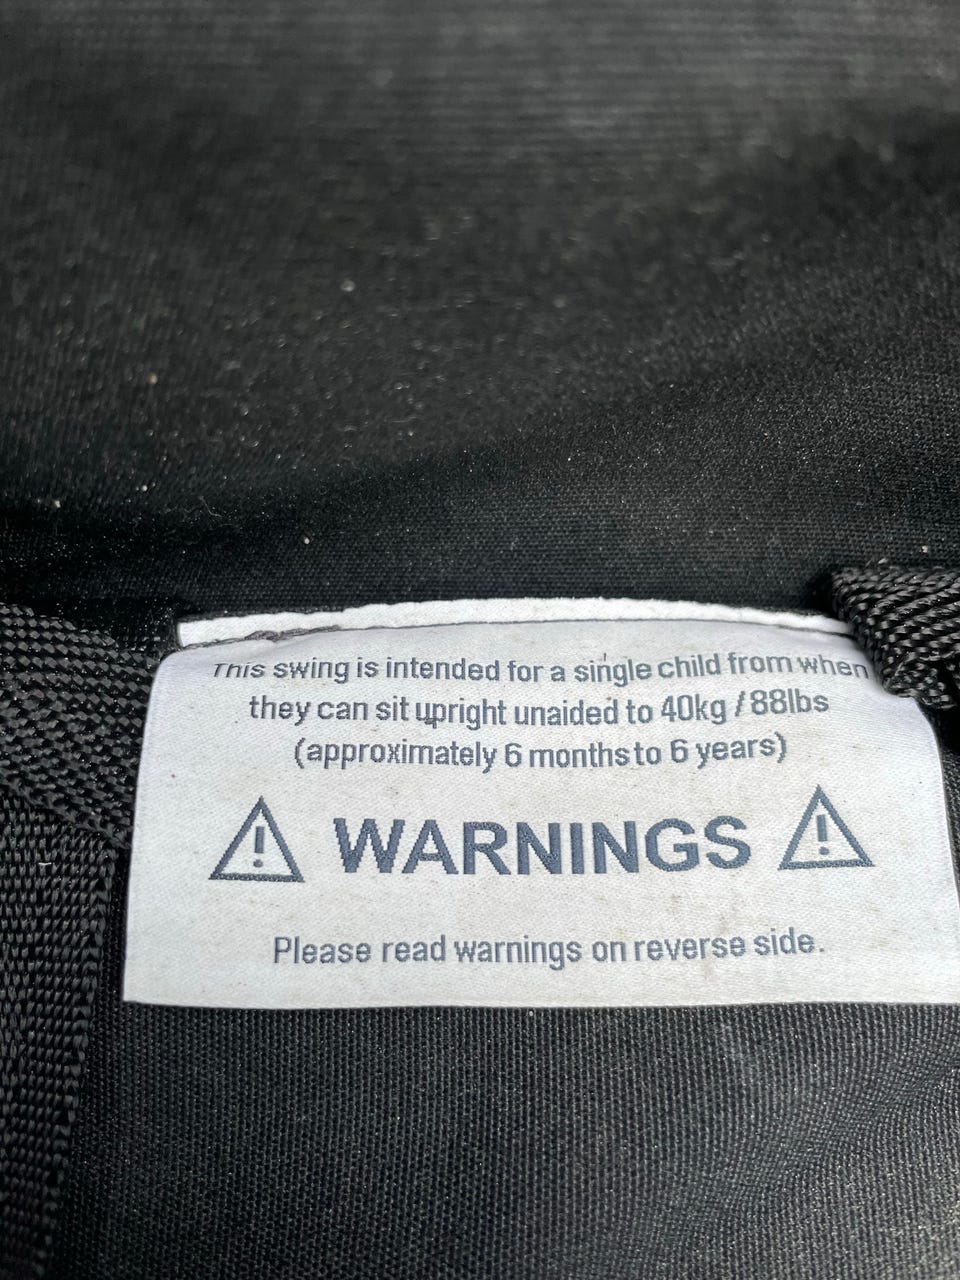 This swing is intended for a single child from when
they can sit upright unaided to 40kg / 88lbs
(approximately 6 months to 6 years)
WARNINGS
Please read warnings on reverse side.